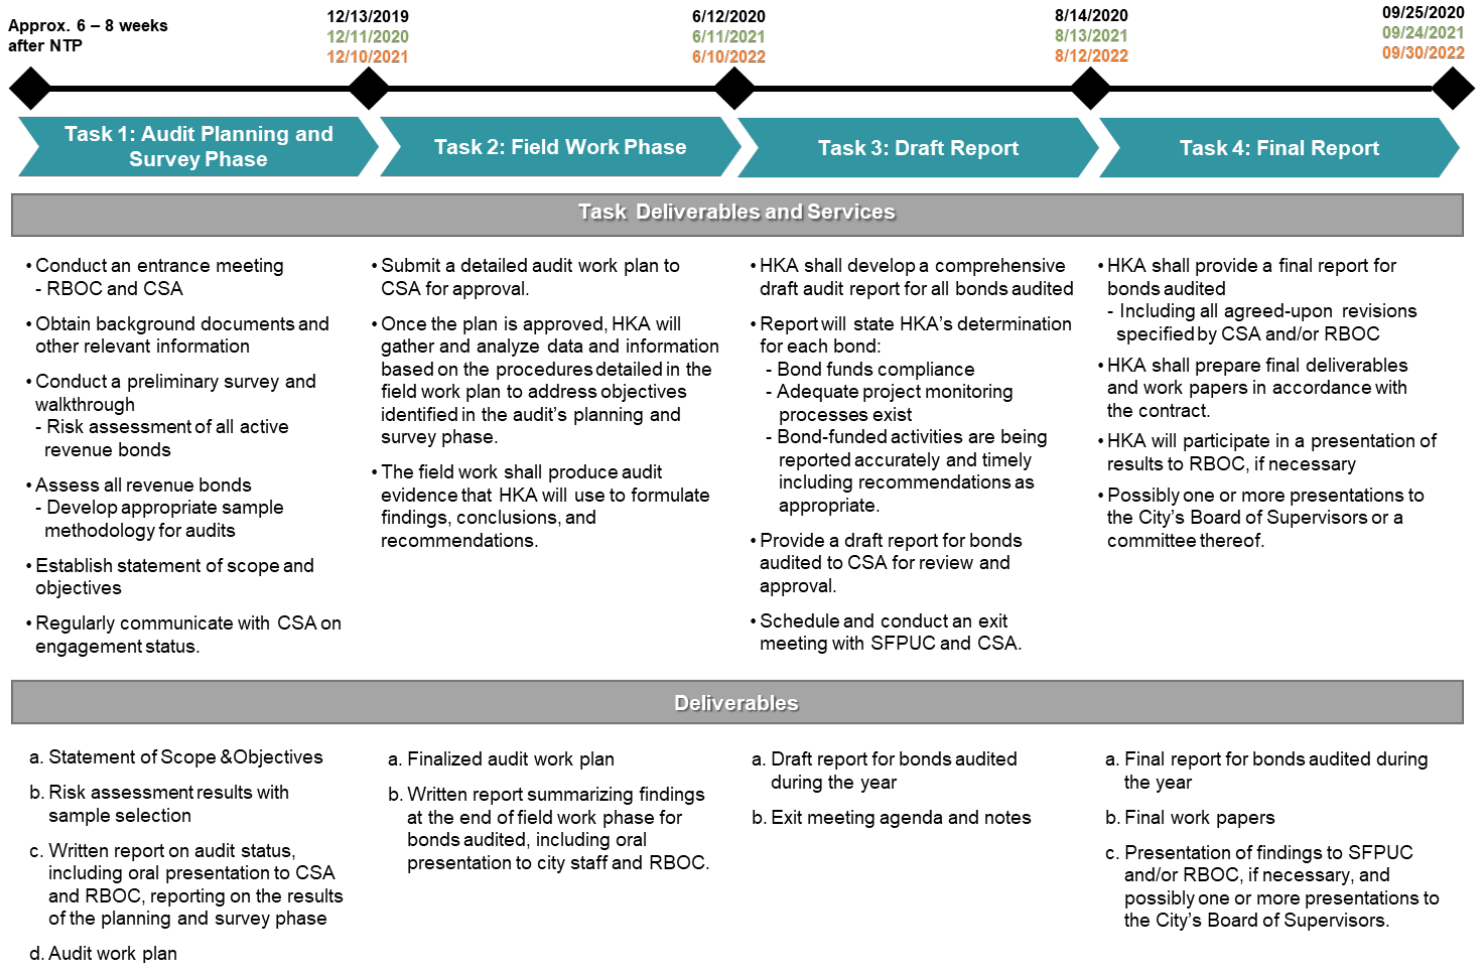 Approx. 6 – 8 weeks
after NTP
12/13/2019
12/11/2020
12/10/2021
6/12/2020
6/11/2021
6/10/2022
8/14/2020
8/13/2021
8/12/2022
09/25/2020
09/24/2021
09/30/2022
Task 1: Audit Planning and
Survey Phase
Task 2: Field Work Phase
Task 3: Draft Report
Task 4: Final Report
Task Deliverables and Services
• Conduct an entrance meeting
- RBOC and CSA
• Obtain background documents and
other relevant information
• Conduct a preliminary survey and
walkthrough
- Risk assessment of all active
revenue bonds
• Assess all revenue bonds
- Develop appropriate sample
methodology for audits
• Establish statement of scope and
objectives
• Regularly communicate with CSA on
engagement status.
• Submit a detailed audit work plan to
CSA for approval.
• Once the plan is approved, HKA will
gather and analyze data and information
based on the procedures detailed in the
field work plan to address objectives
identified in the audit's planning and
survey phase.
• The field work shall produce audit
evidence that HKA will use to formulate
findings, conclusions, and
recommendations.
• HKA shall develop a comprehensive
draft audit report for all bonds audited
• Report will state HKA's determination
for each bond:
- Bond funds compliance
- Adequate project monitoring
processes exist
- Bond-funded activities are being
reported accurately and timely
including recommendations as
appropriate.
• Provide a draft report for bonds
audited to CSA for review and
approval.
• Schedule and conduct an exit
meeting with SFPUC and CSA.
• HKA shall provide a final report for
bonds audited
- Including all agreed-upon revisions
specified by CSA and/or RBOC
• HKA shall prepare final deliverables
and work papers in accordance with
the contract.
• HKA will participate in a presentation of
results to RBOC, if necessary
• Possibly one or more presentations to
the City's Board of Supervisors or a
committee thereof.
Deliverables
a. Statement of Scope & Objectives
b. Risk assessment results with
sample selection
c. Written report on audit status,
including oral presentation to CSA
and RBOC, reporting on the results
of the planning and survey phase
d. Audit work plan
a. Finalized audit work plan
b. Written report summarizing findings
at the end of field work phase for
bonds audited, including oral
presentation to city staff and RBOC.
a. Draft report for bonds audited
during the year
b. Exit meeting agenda and notes
a. Final report for bonds audited during
the year
b. Final work papers
c. Presentation of findings to SFPUC
and/or RBOC, if necessary, and
possibly one or more presentations to
the City's Board of Supervisors.